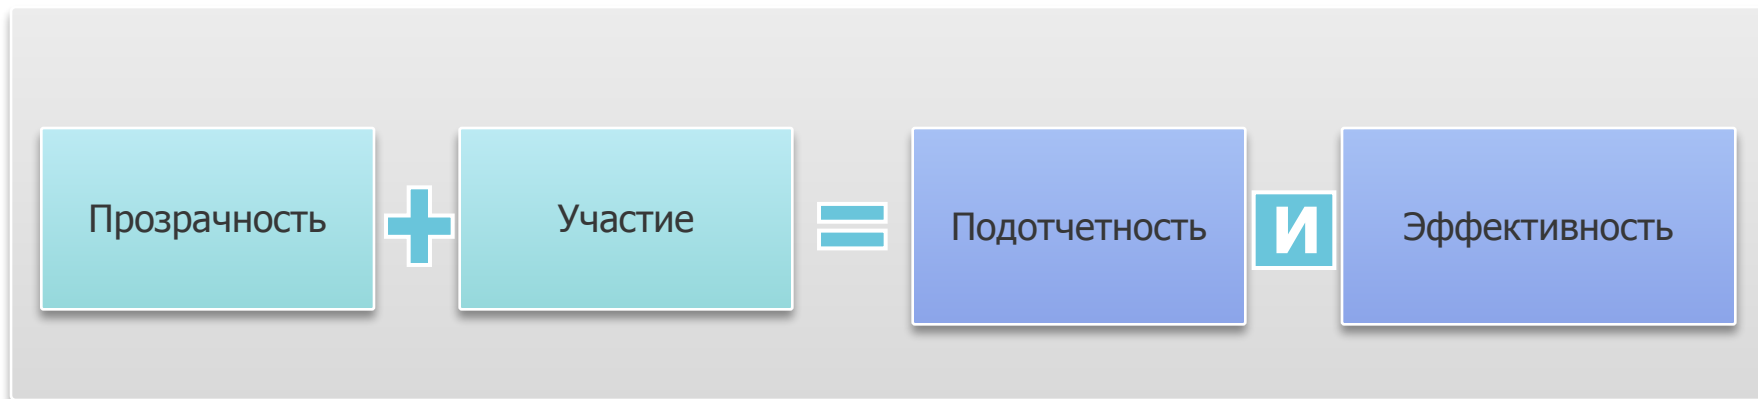 Прозрачность + Участие = Подотчетность И Эффективность